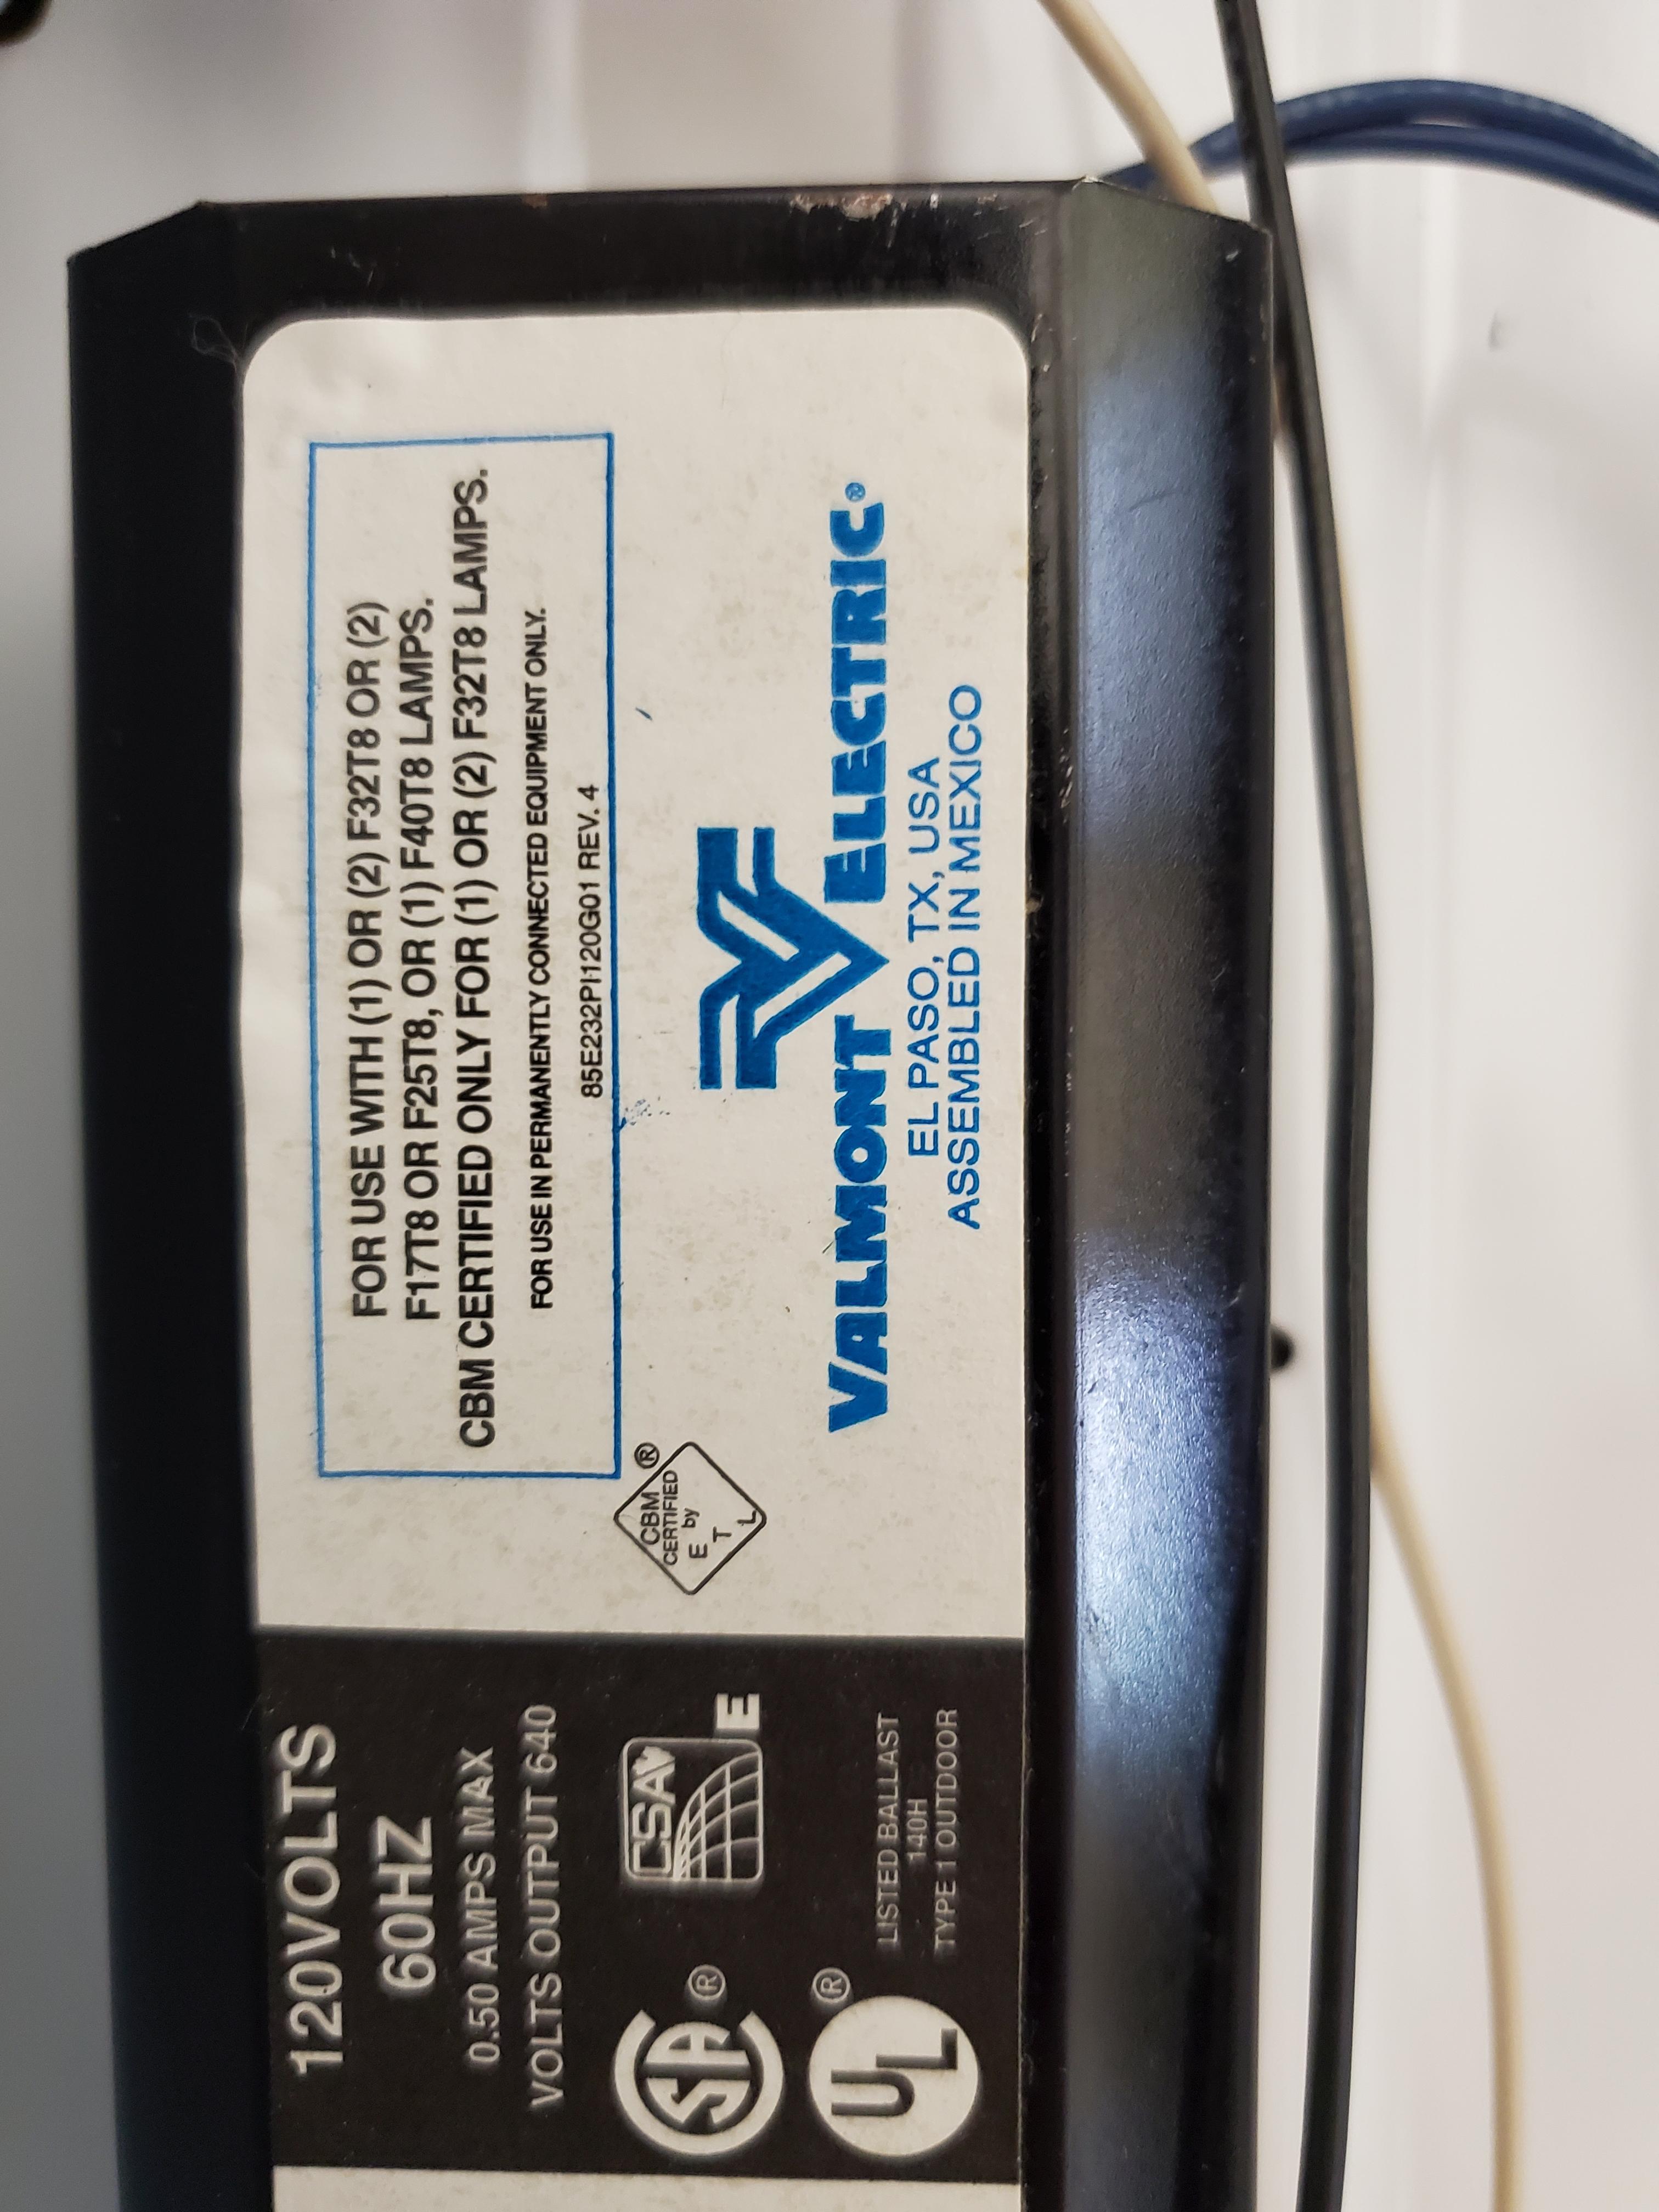 120VOLTS
60HZ
0.50 AMPS MAX
VOLTS OUTPUT 640
SA ®
CSA
E
UL ®
LISTED BALLAST
140H
TYPE 1 OUTDOOR
FOR USE WITH (1) OR (2) F32T8 OR (2)
F17T8 OR F25T8, OR (1) F40T8 LAMPS.
CBM CERTIFIED ONLY FOR (1) OR (2) F32T8 LAMPS.
FOR USE IN PERMANENTLY CONNECTED EQUIPMENT ONLY.
85E232PI120G01 REV. 4
CBM ®
CERTIFIED
by
E T L
VALMONT ELECTRIC®
EL PASO, TX, USA
ASSEMBLED IN MEXICO